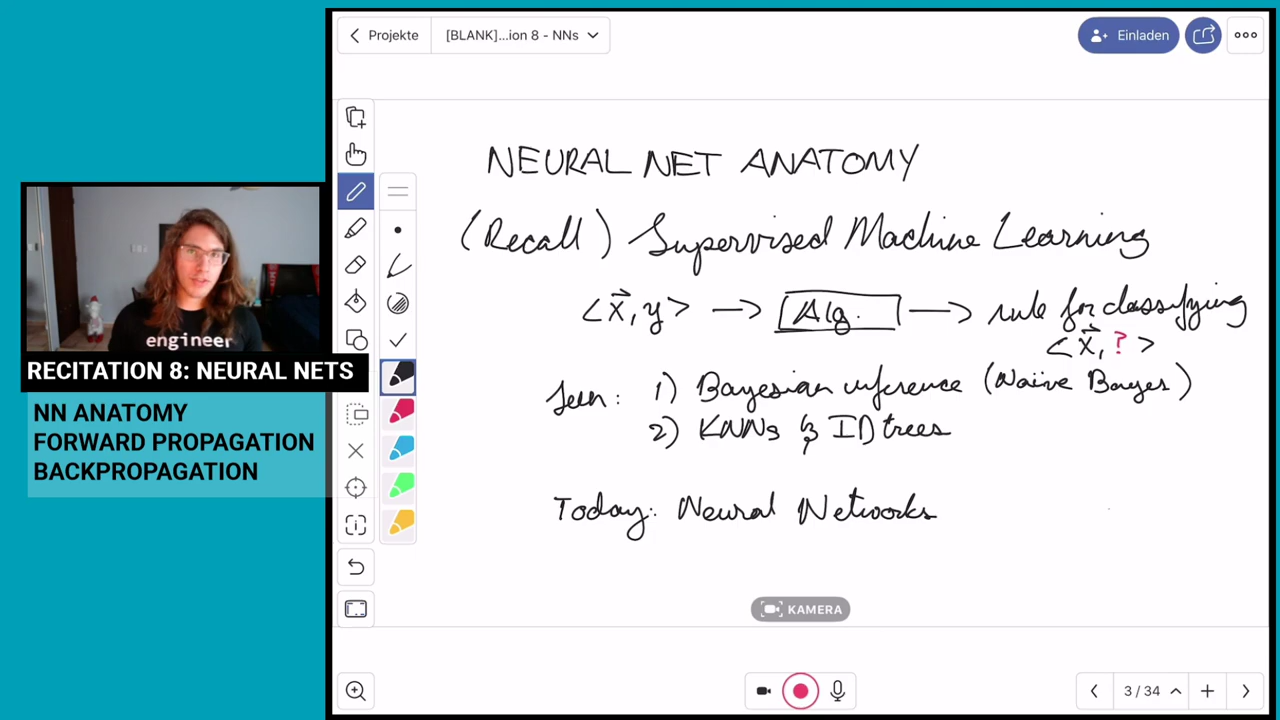 Projekte
[BLANK]...ion 8 - NNs
Einladen
NEURAL NET ANATOMY
(Recall) Supervised Machine Learning
<x⃗, y> → Alg. → rule for classifying
<x⃗, ? >
Seen: 1) Bayesian inference (Naïve Bayes)
2) KNNs & ID trees
Today: Neural Networks
engineer
RECITATION 8: NEURAL NETS
NN ANATOMY
FORWARD PROPAGATION
BACKPROPAGATION
KAMERA
3 / 34